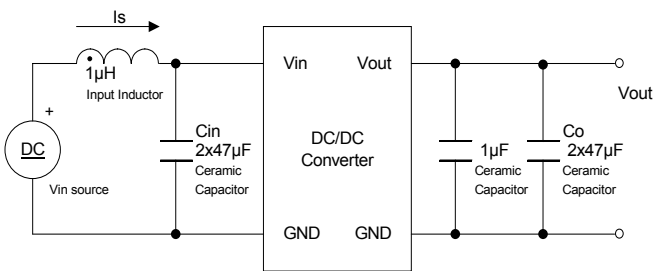 Is
1µH
Input Inductor
+
DC
Vin source
Cin
2x47µF
Ceramic
Capacitor
Vin
Vout
DC/DC
Converter
GND
GND
1µF
Ceramic
Capacitor
Co
2x47µF
Ceramic
Capacitor
Vout